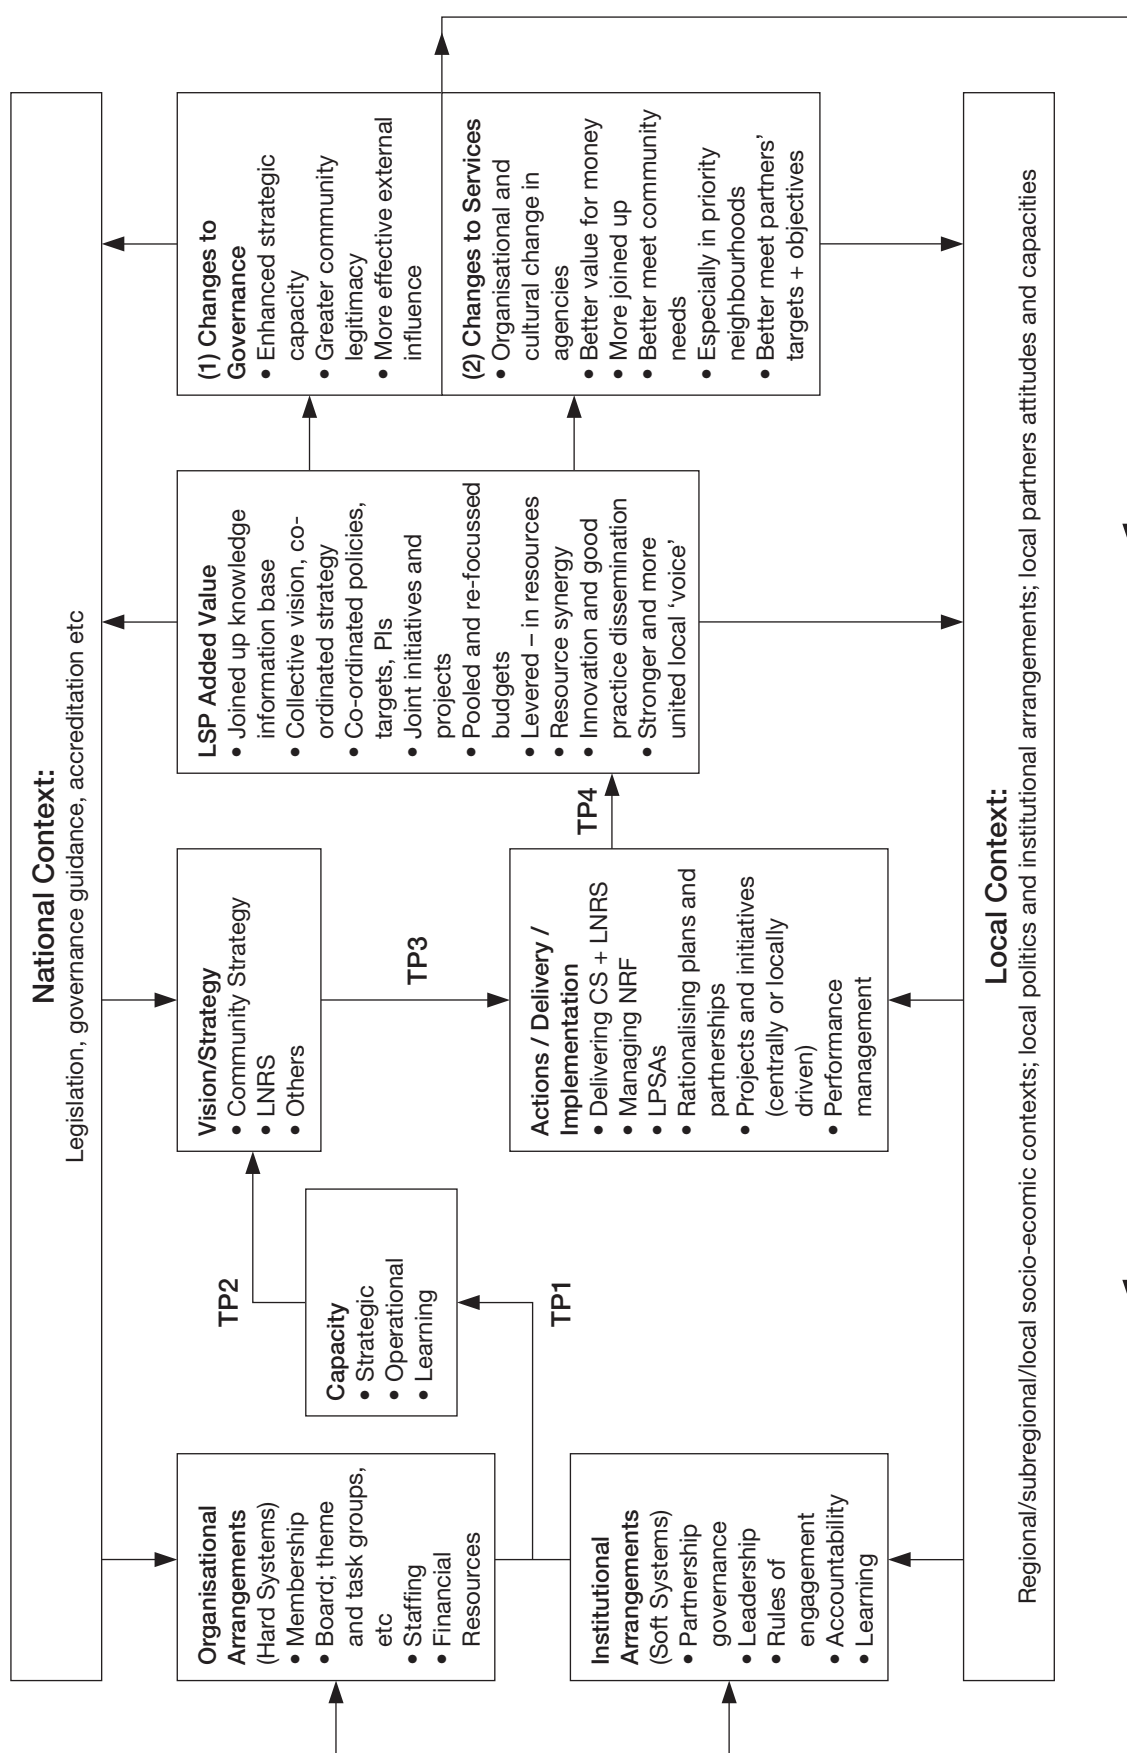 National Context:
Legislation, governance guidance, accreditation etc
Organisational
Arrangements
(Hard Systems)
• Membership
• Board; theme
and task groups,
etc
• Staffing
• Financial
Resources
Institutional
Arrangements
(Soft Systems)
• Partnership
governance
• Leadership
• Rules of
engagement
• Accountability
• Learning
TP1
Capacity
• Strategic
• Operational
• Learning
TP2
Vision/Strategy
• Community Strategy
• LNRS
• Others
TP3
Actions / Delivery /
Implementation
• Delivering CS + LNRS
• Managing NRF
• LPSAs
• Rationalising plans and
partnerships
• Projects and initiatives
(centrally or locally
driven)
• Performance
management
TP4
LSP Added Value
• Joined up knowledge
information base
• Collective vision, co-
ordinated strategy
• Co-ordinated policies,
targets, PIs
• Joint initiatives and
projects
• Pooled and re-focussed
budgets
• Levered – in resources
• Resource synergy
• Innovation and good
practice dissemination
• Stronger and more
united local ‘voice’
(1) Changes to
Governance
• Enhanced strategic
capacity
• Greater community
legitimacy
• More effective external
influence
(2) Changes to Services
• Organisational and
cultural change in
agencies
• Better value for money
• More joined up
• Better meet community
needs
• Especially in priority
neighbourhoods
• Better meet partners’
targets + objectives
Local Context:
Regional/subregional/local socio-ecomic contexts; local politics and institutional arrangements; local partners attitudes and capacities